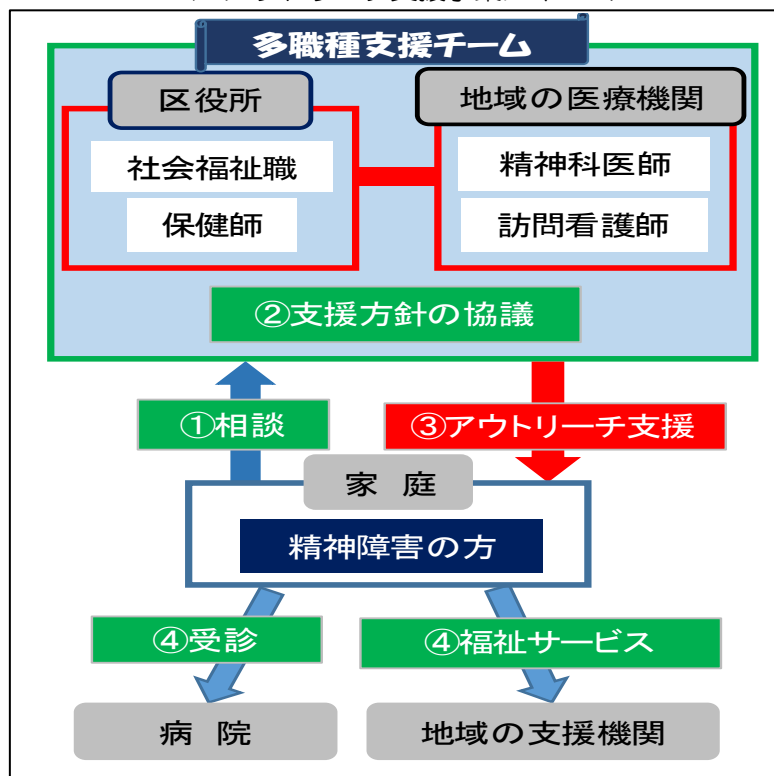 多職種支援チーム
区役所
地域の医療機関
社会福祉職
精神科医師
保健師
訪問看護師
②支援方針の協議
①相談
③アウトリーチ支援
家 庭
精神障害の方
④受診
④福祉サービス
病 院
地域の支援機関